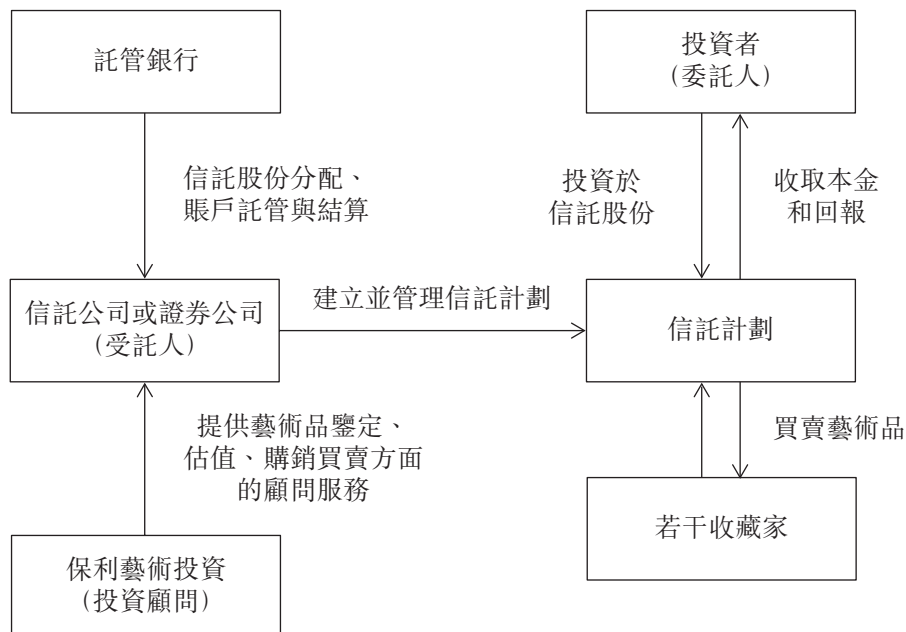 託管銀行
投資者
(委託人)
信託股份分配、
賬戶託管與結算
投資於
信託股份
收取本金
和回報
信託公司或證券公司
(受託人)
建立並管理信託計劃
信託計劃
提供藝術品鑒定、
估值、購銷買賣方面
的顧問服務
買賣藝術品
保利藝術投資
(投資顧問)
若干收藏家